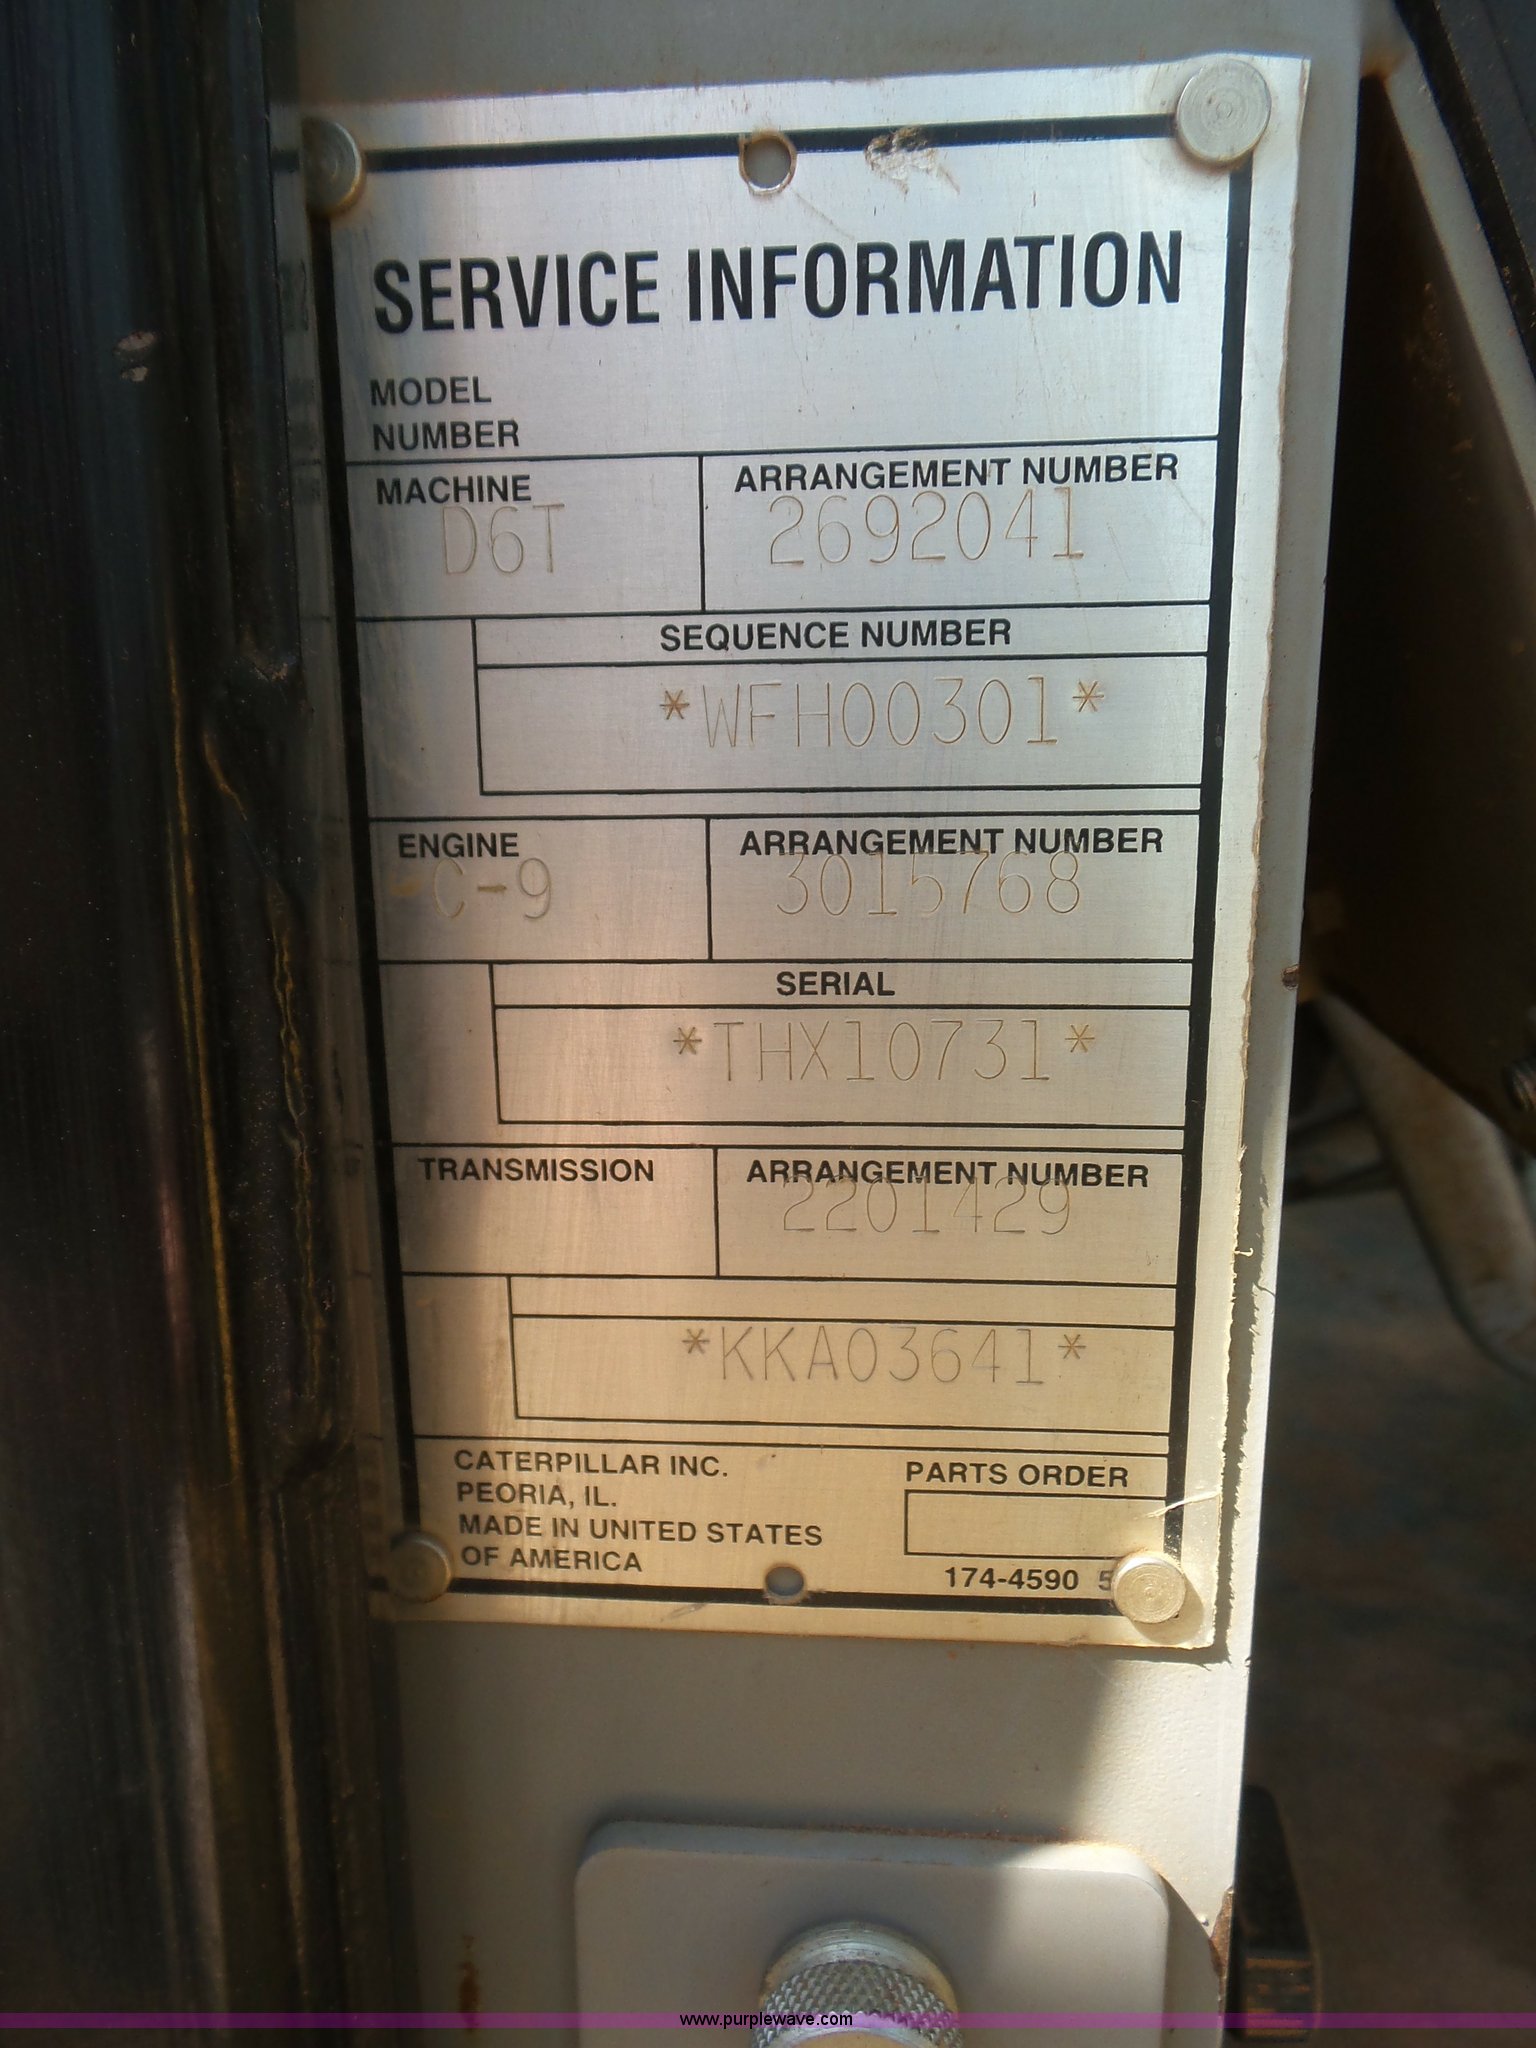 SERVICE INFORMATION
MODEL
NUMBER
MACHINE
ARRANGEMENT NUMBER
D6T
2692041
SEQUENCE NUMBER
*WFH00301*
ENGINE
ARRANGEMENT NUMBER
C-9
3015768
SERIAL
*THX10731*
TRANSMISSION
ARRANGEMENT NUMBER
2201429
*KKA03641*
CATERPILLAR INC.
PEORIA, IL.
MADE IN UNITED STATES
OF AMERICA
PARTS ORDER
174-4590 5
www.purplewave.com